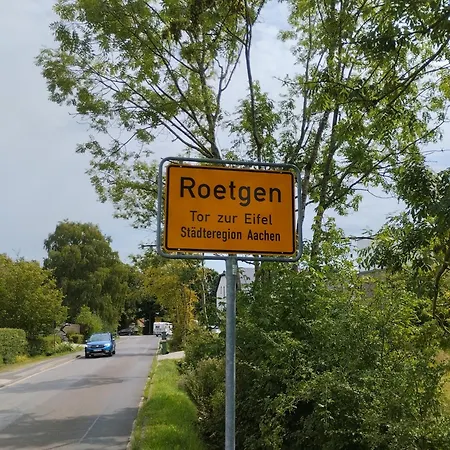 Roetgen
Tor zur Eifel
Städteregion Aachen